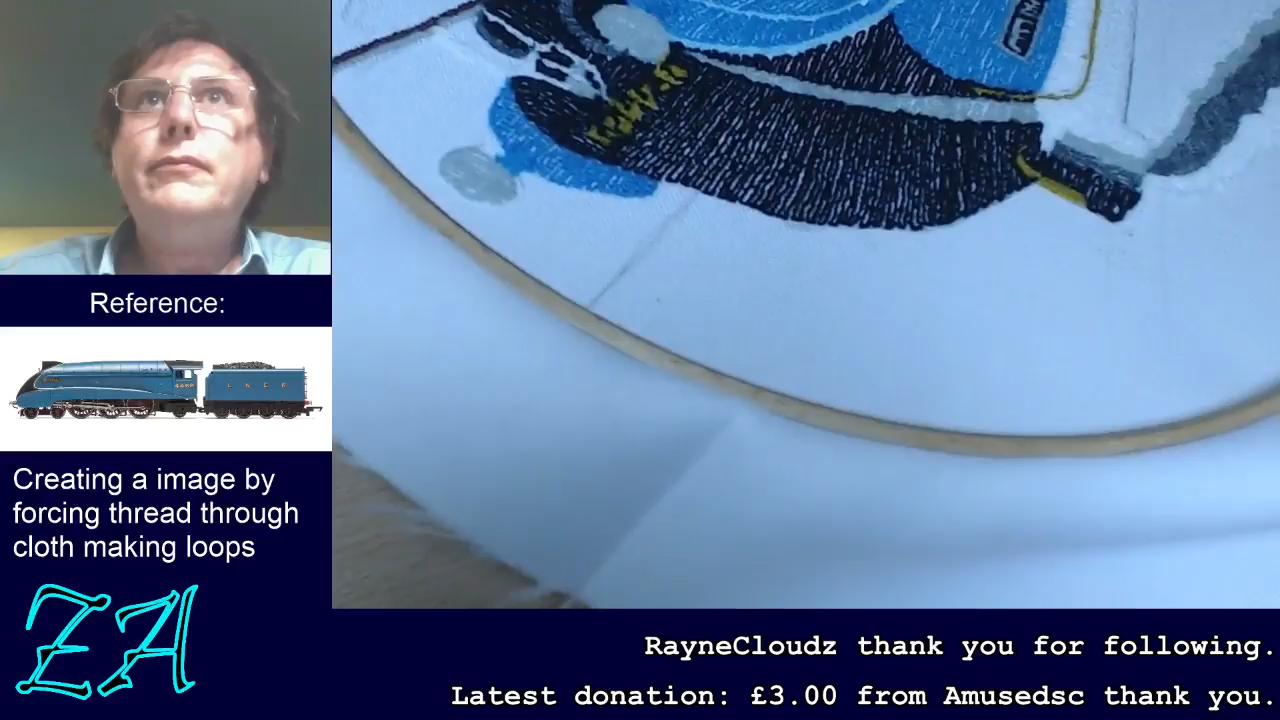 Reference:
Creating a image by
forcing thread through
cloth making loops
ZA
RayneCloudz thank you for following.
Latest donation: £3.00 from Amusedsc thank you.